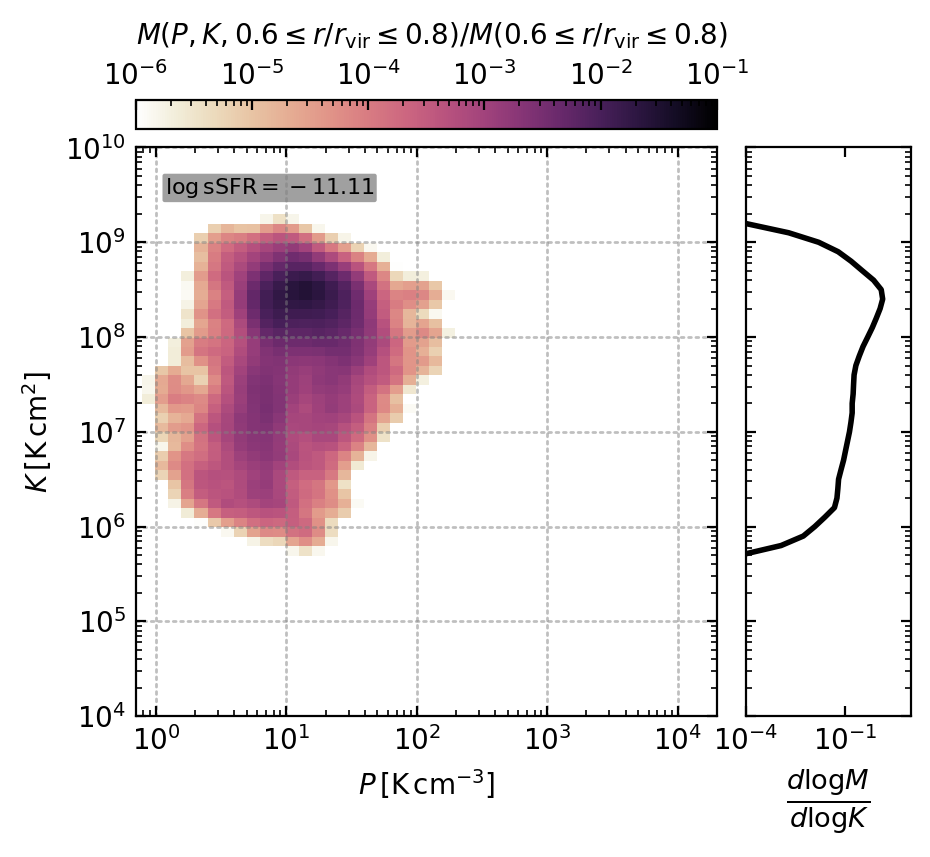 M(P, K, 0.6 ≤ r/r_vir ≤ 0.8)/M(0.6 ≤ r/r_vir ≤ 0.8)
10^−6 10^−5 10^−4 10^−3 10^−2 10^−1
log sSFR = −11.11
10^10
10^9
10^8
10^7
10^6
10^5
10^4
K [K cm^2]
10^0 10^1 10^2 10^3 10^4
P [K cm^−3]
10^−4 10^−1
dlogM
dlogK